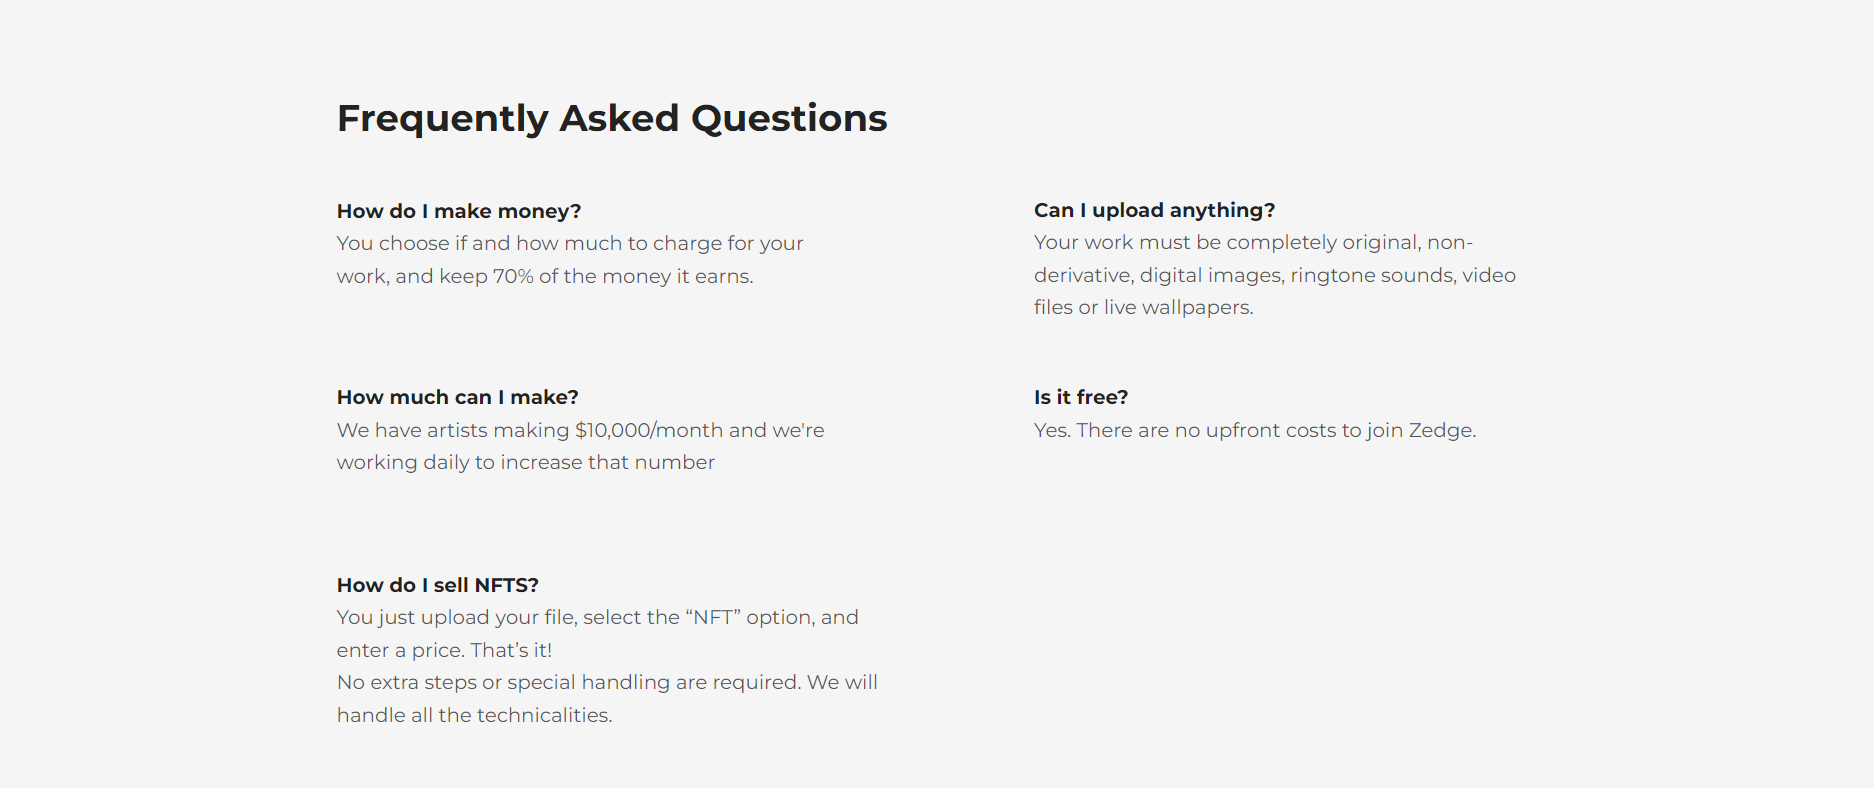 Frequently Asked Questions
How do I make money?
You choose if and how much to charge for your
work, and keep 70% of the money it earns.
Can I upload anything?
Your work must be completely original, non-
derivative, digital images, ringtone sounds, video
files or live wallpapers.
How much can I make?
We have artists making $10,000/month and we're
working daily to increase that number
Is it free?
Yes. There are no upfront costs to join Zedge.
How do I sell NFTS?
You just upload your file, select the “NFT” option, and
enter a price. That’s it!
No extra steps or special handling are required. We will
handle all the technicalities.